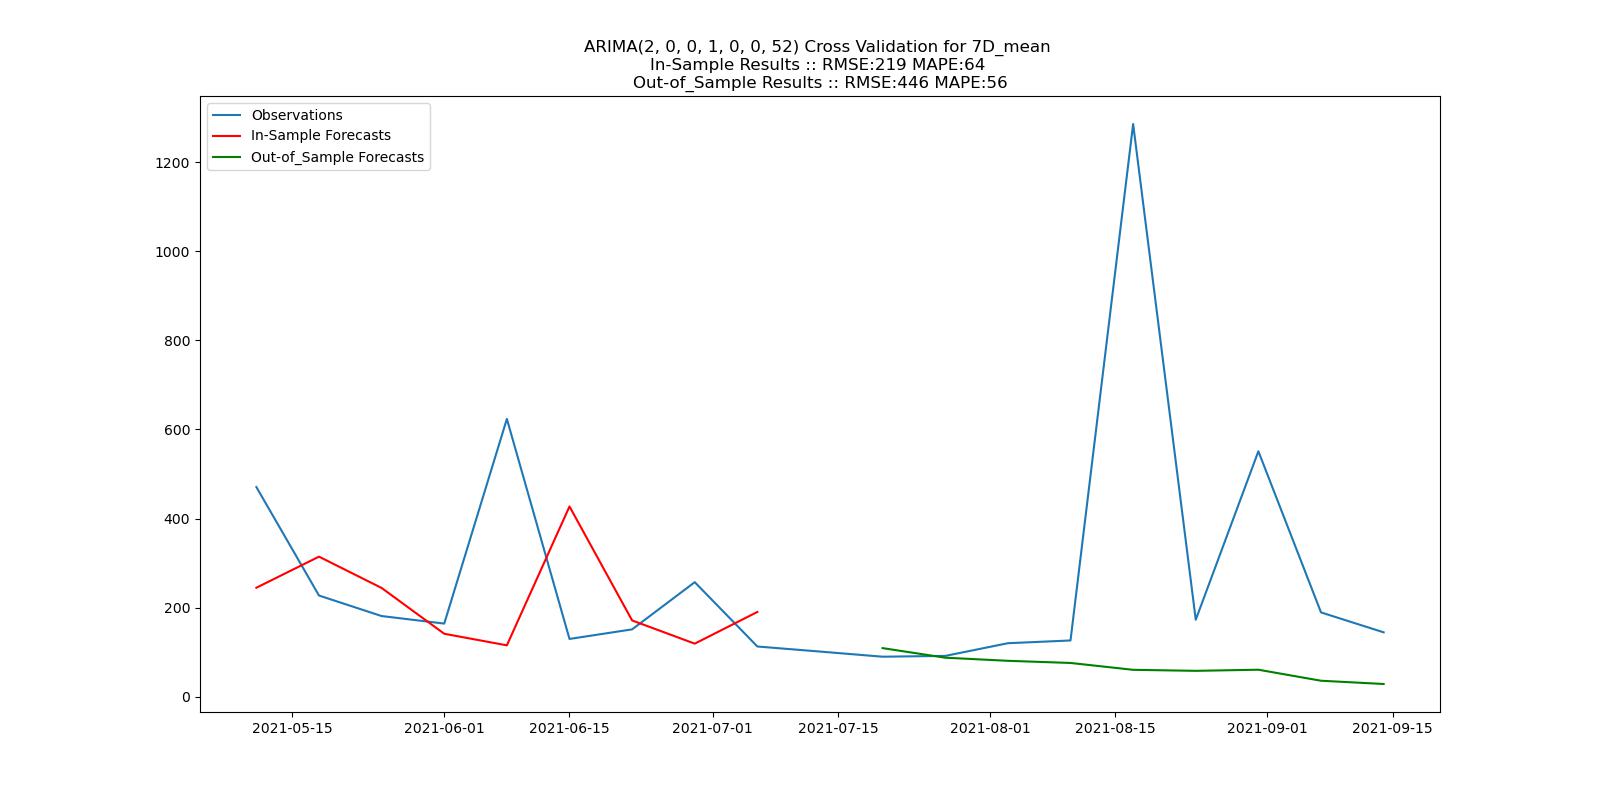 ARIMA(2, 0, 0, 1, 0, 0, 52) Cross Validation for 7D_mean
In-Sample Results :: RMSE:219 MAPE:64
Out-of_Sample Results :: RMSE:446 MAPE:56
Observations
In-Sample Forecasts
Out-of_Sample Forecasts
1200
1000
800
600
400
200
0
2021-05-15
2021-06-01
2021-06-15
2021-07-01
2021-07-15
2021-08-01
2021-08-15
2021-09-01
2021-09-15